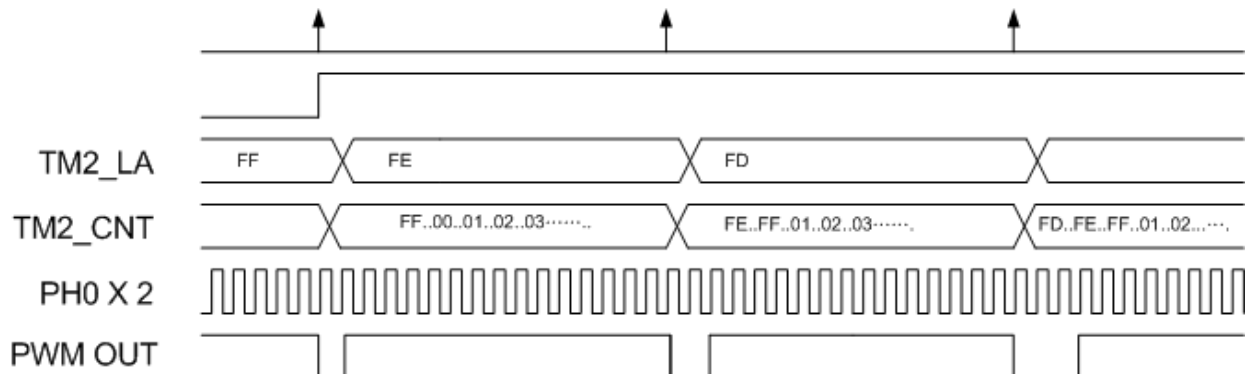 TM2_LA FF FE FD
TM2_CNT FF..00..01..02..03…….. FE..FF..01..02..03……. FD..FE..FF..01..02...….
PH0 X 2
PWM OUT